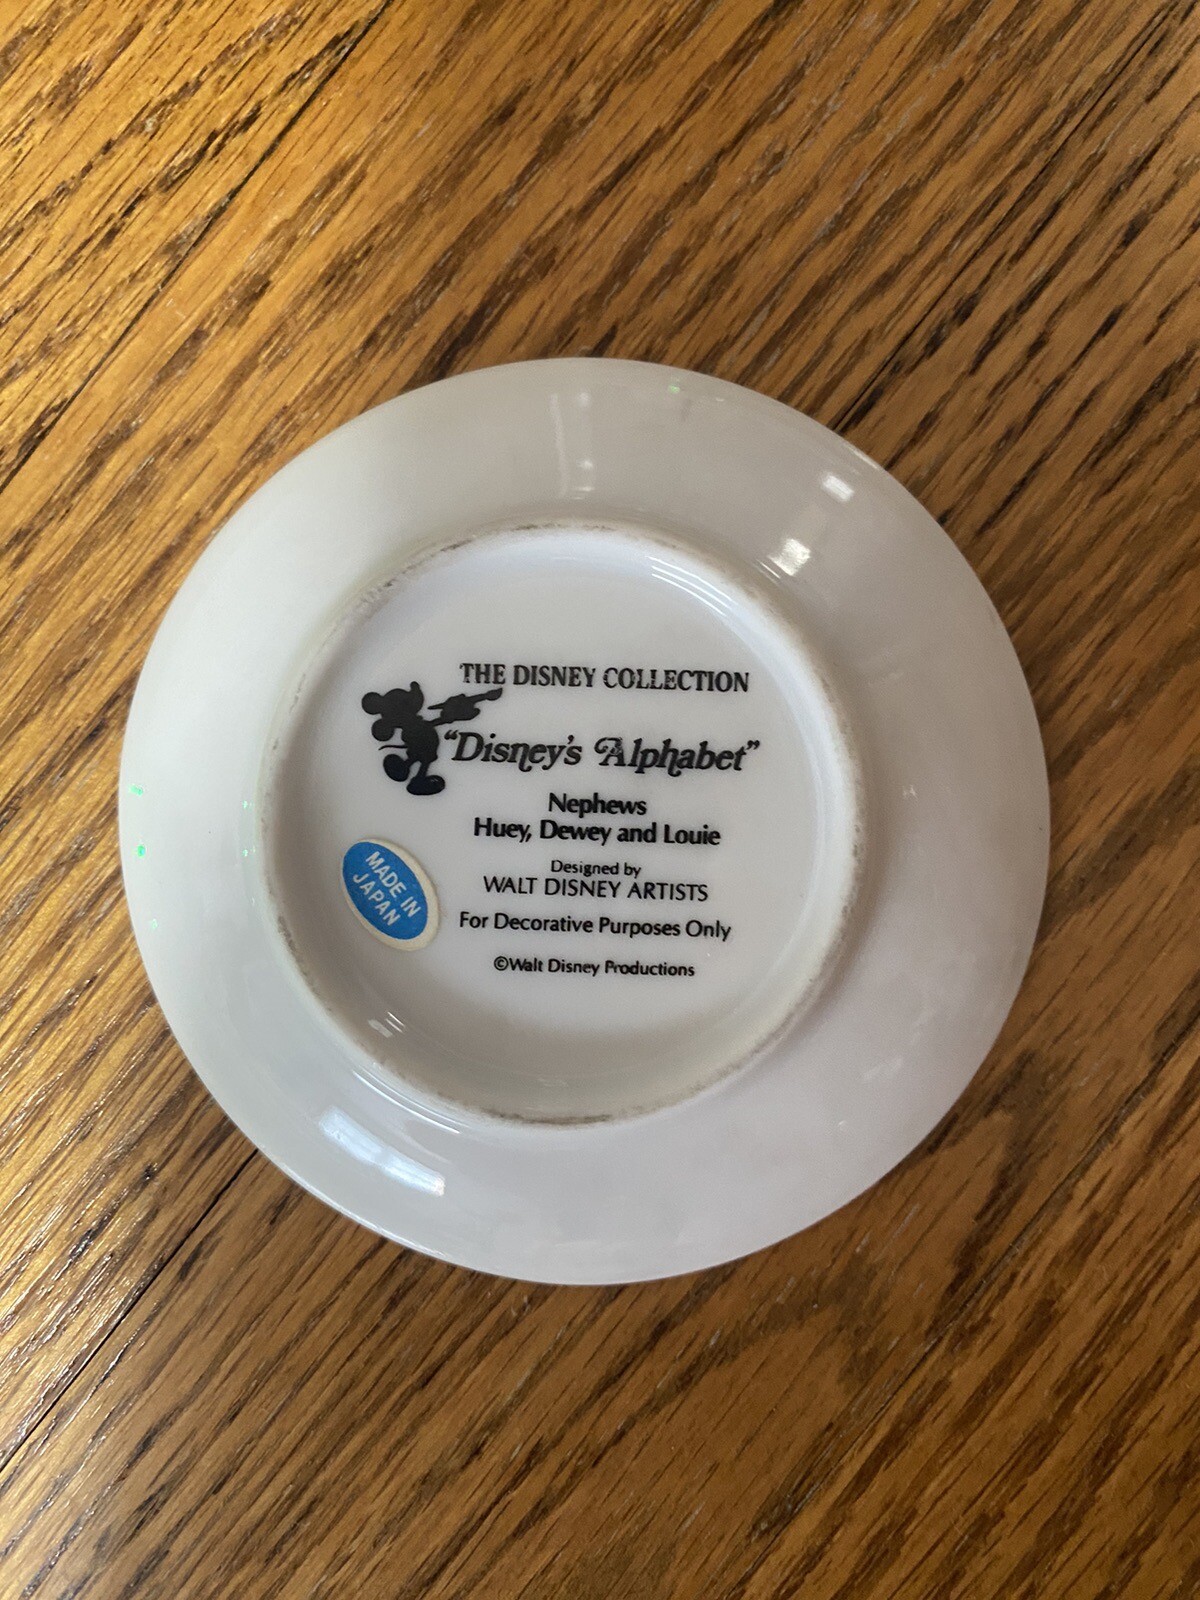 THE DISNEY COLLECTION
"Disney's Alphabet"
Nephews
Huey, Dewey and Louie
Designed by
WALT DISNEY ARTISTS
For Decorative Purposes Only
©Walt Disney Productions
MADE IN
JAPAN